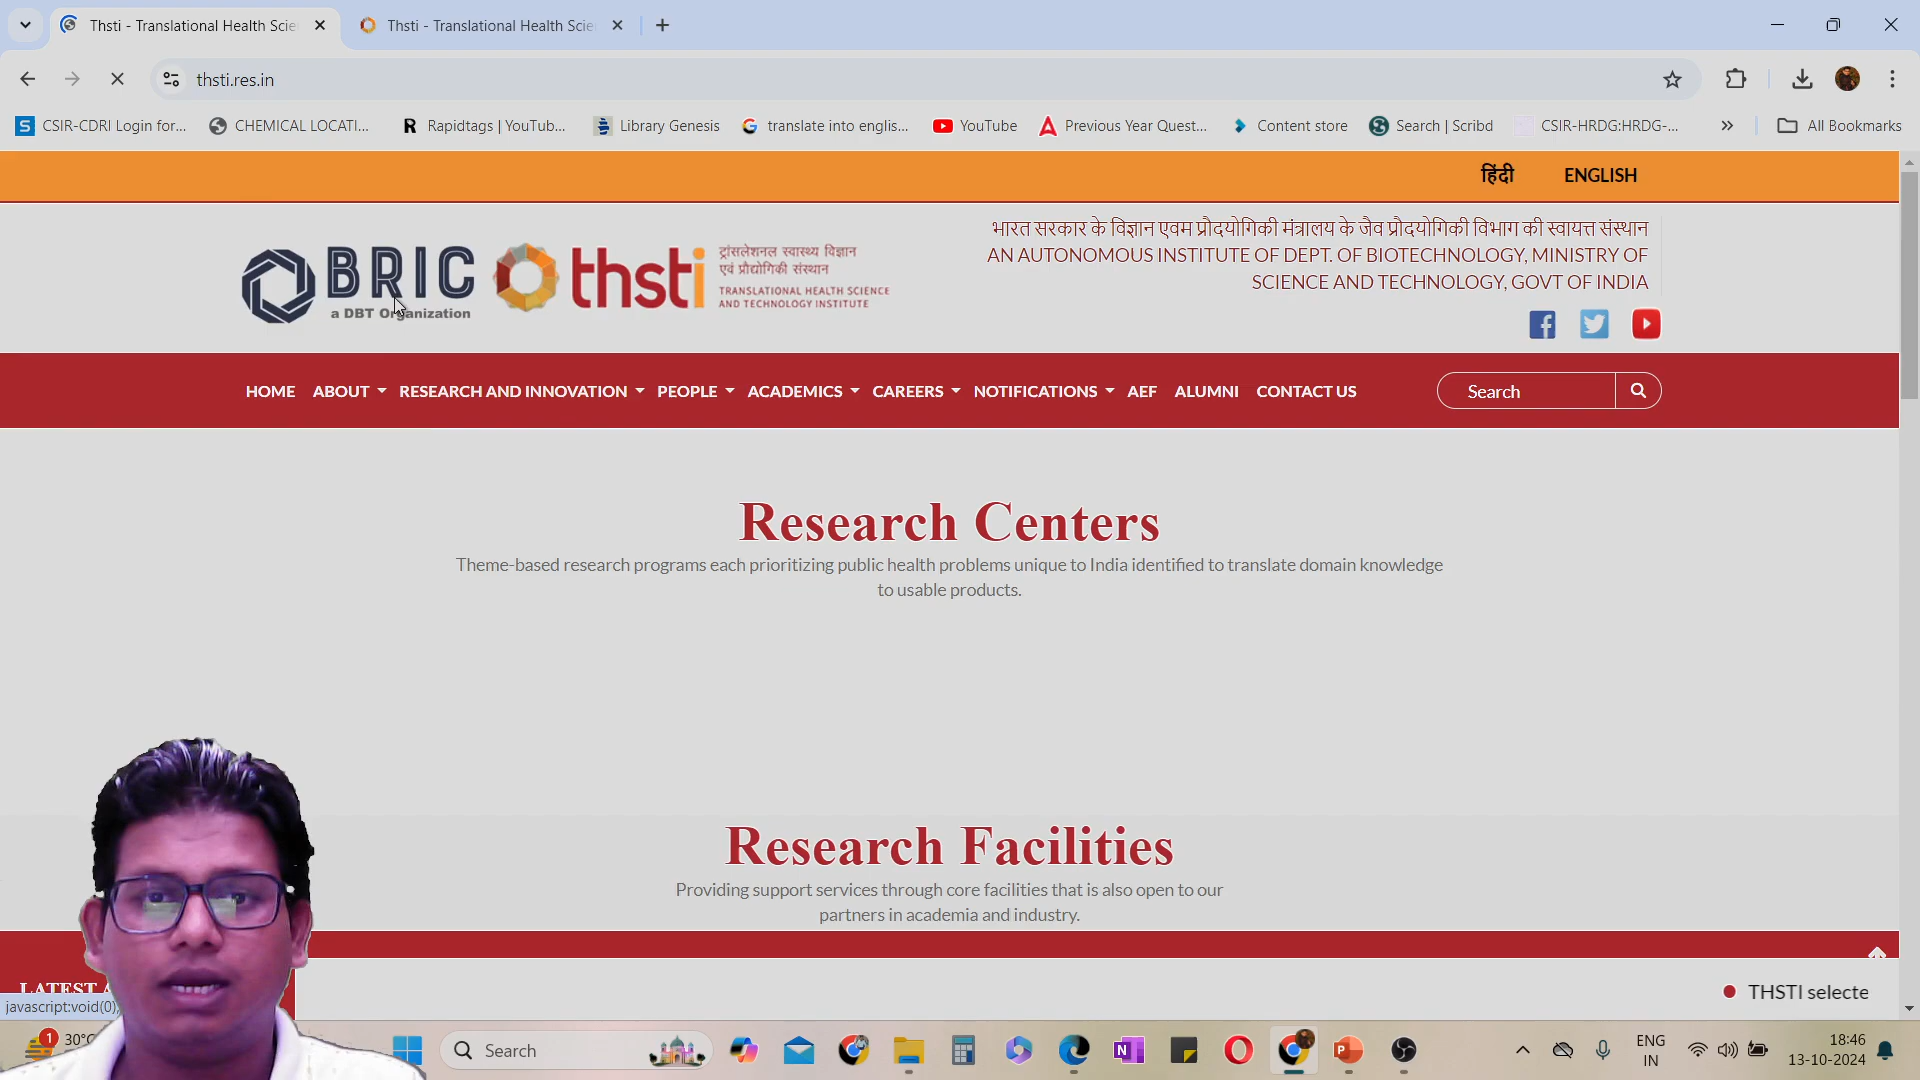 Thsti - Translational Health Scie
Thsti - Translational Health Scie
thsti.res.in
CSIR-CDRI Login for...
CHEMICAL LOCATI...
Rapidtags | YouTub...
Library Genesis
translate into englis...
YouTube
Previous Year Quest...
Content store
Search | Scribd
CSIR-HRDG:HRDG-...
All Bookmarks
हिंदी
ENGLISH
BRIC
a DBT Organization
thsti
ट्रांसलेशनल स्वास्थ्य विज्ञान
एवं प्रौद्योगिकी संस्थान
TRANSLATIONAL HEALTH SCIENCE
AND TECHNOLOGY INSTITUTE
भारत सरकार के विज्ञान एवम प्रौदयोगिकी मंत्रालय के जैव प्रौदयोगिकी विभाग की स्वायत्त संस्थान
AN AUTONOMOUS INSTITUTE OF DEPT. OF BIOTECHNOLOGY, MINISTRY OF
SCIENCE AND TECHNOLOGY, GOVT OF INDIA
HOME
ABOUT
RESEARCH AND INNOVATION
PEOPLE
ACADEMICS
CAREERS
NOTIFICATIONS
AEF
ALUMNI
CONTACT US
Search
Research Centers
Theme-based research programs each prioritizing public health problems unique to India identified to translate domain knowledge
to usable products.
Research Facilities
Providing support services through core facilities that is also open to our
partners in academia and industry.
LATEST A
THSTI selecte
javascript:void(0)
1
30°C
Search
ENG
IN
18:46
13-10-2024